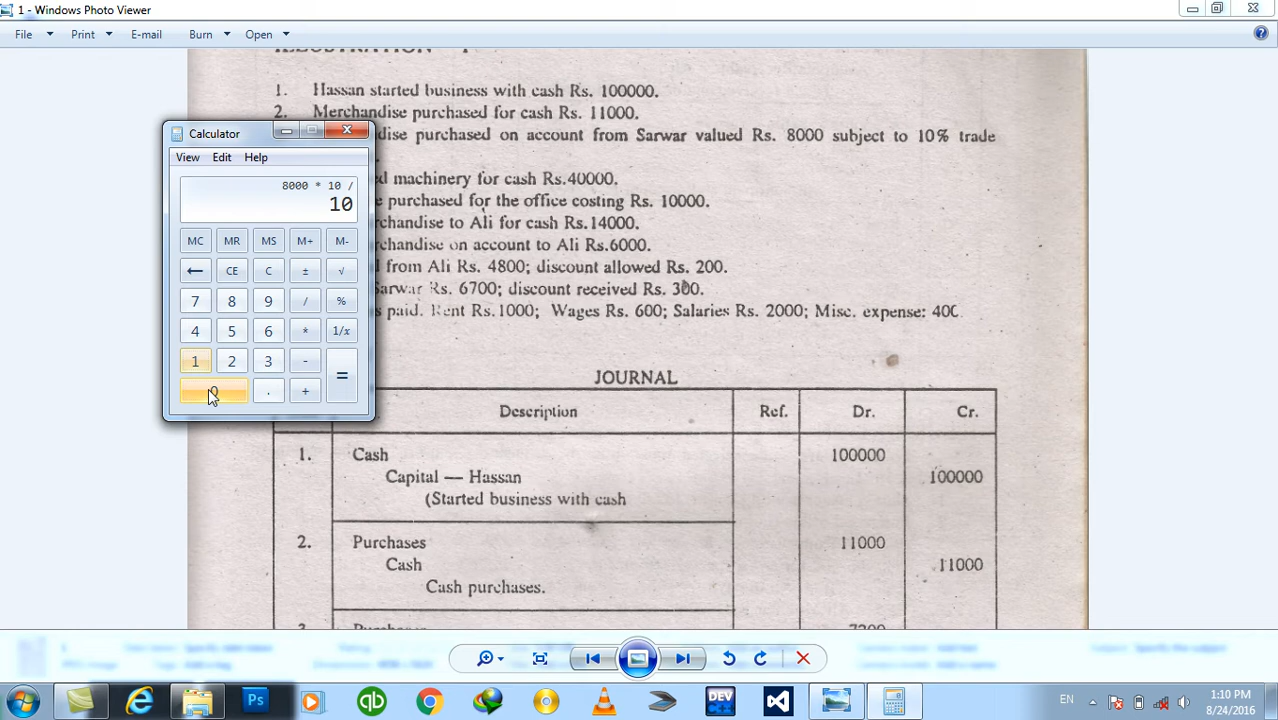 1 - Windows Photo Viewer
File Print E-mail Burn Open
ILLUSTRATION
1. Hassan started business with cash Rs. 100000.
2. Merchandise purchased for cash Rs. 11000.
dise purchased on account from Sarwar valued Rs. 8000 subject to 10% trade
d machinery for cash Rs.40000.
e purchased for the office costing Rs. 10000.
rchandise to Ali for cash Rs.14000.
rchandise on account to Ali Rs.6000.
l from Ali Rs. 4800; discount allowed Rs. 200.
Sarwar Rs. 6700; discount received Rs. 300.
s paid. Rent Rs.1000; Wages Rs. 600; Salaries Rs. 2000; Misc. expense: 400
Calculator
View Edit Help
8000 * 10 /
10
MC MR MS M+ M-
← CE C ± √
7 8 9 / %
4 5 6 * 1/x
1 2 3 - =
0 . +
JOURNAL
Description Ref. Dr. Cr.
1. Cash 100000
Capital — Hassan 100000
(Started business with cash
2. Purchases 11000
Cash 11000
Cash purchases.
3. Purchases 7200
Ps
qb
DEV
EN
1:10 PM
8/24/2016